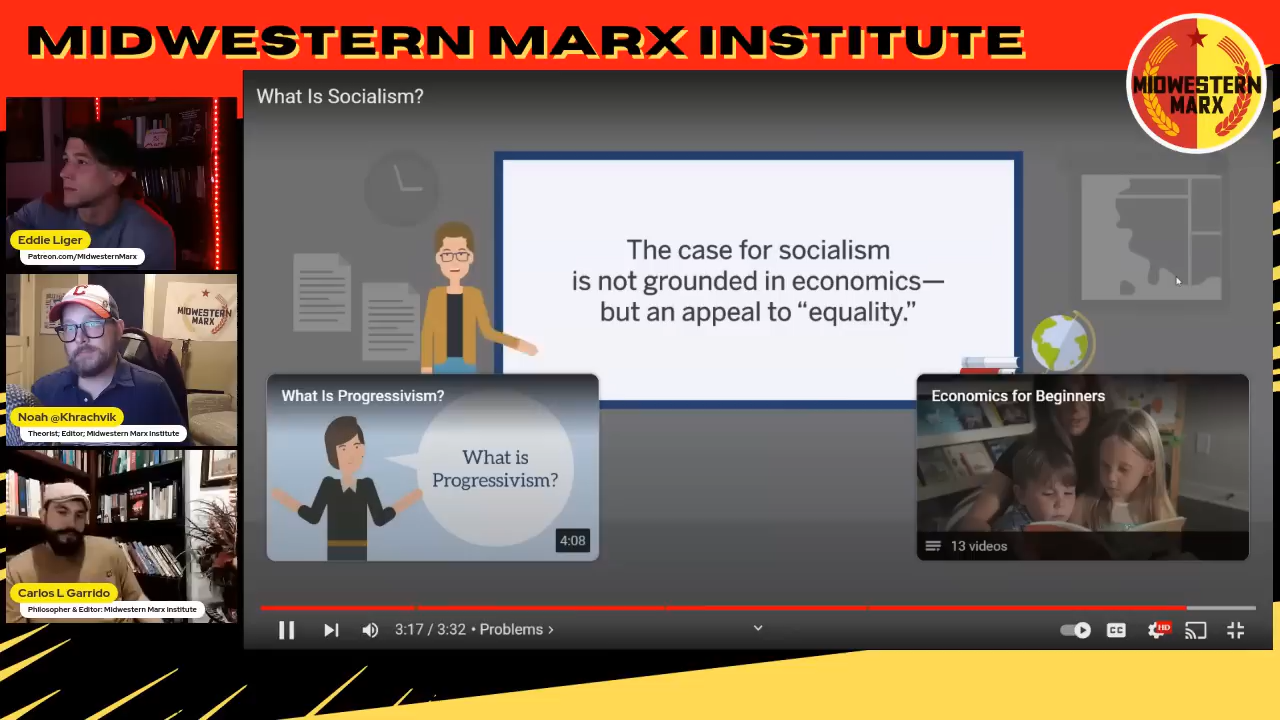 MIDWESTERN MARX INSTITUTE
MIDWESTERN
MARX
What Is Socialism?
The case for socialism
is not grounded in economics—
but an appeal to “equality.”
Eddie LIger
Patreon.com/MidwesternMarx
MARX
Noah @Khrachvik
Theorist; Editor; Midwestern Marx Institute
Carlos L Garrido
Philosopher & Editor: Midwestern Marx Institute
What Is Progressivism?
What is
Progressivism?
4:08
Economics for Beginners
13 videos
3:17 / 3:32 • Problems ›
CC
HD